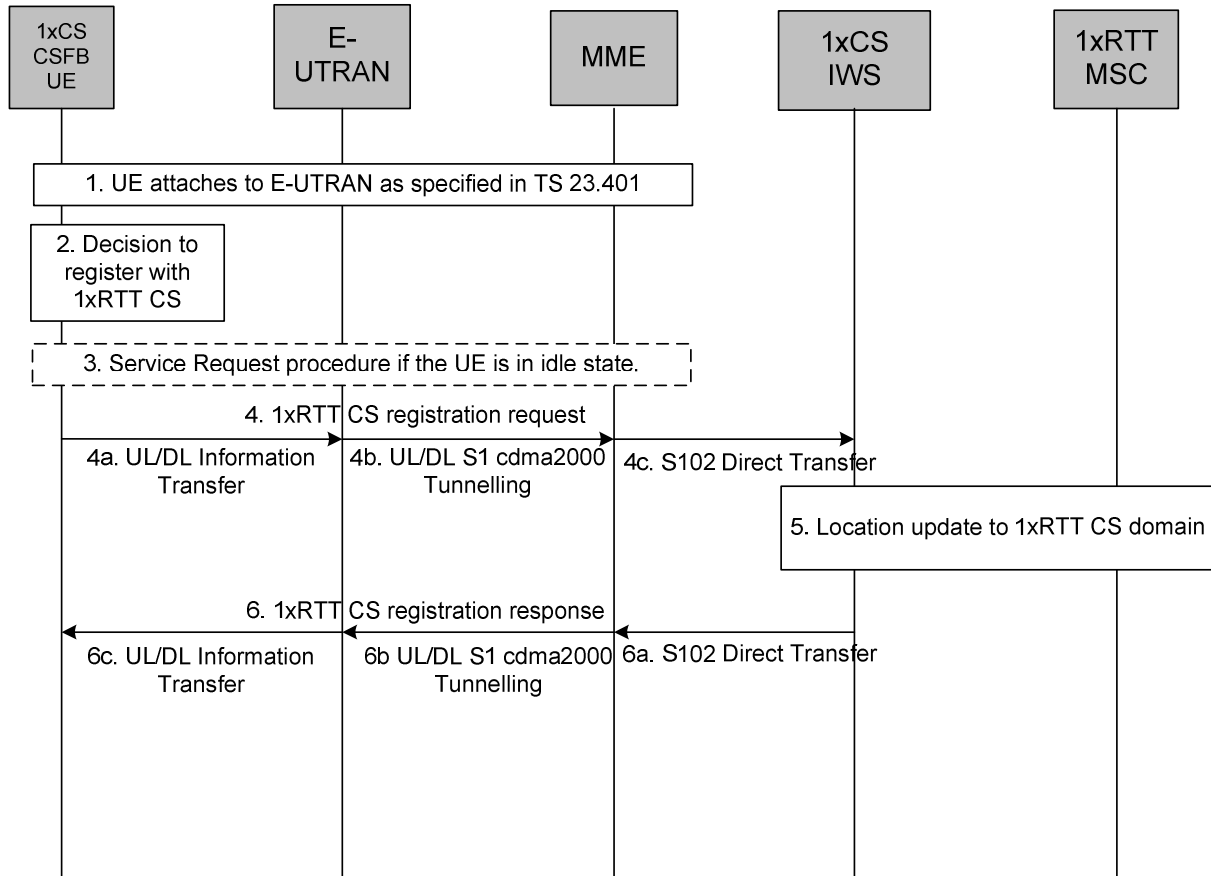 1xCS
CSFB
UE
E-
UTRAN
MME
1xCS
IWS
1xRTT
MSC
1. UE attaches to E-UTRAN as specified in TS 23.401
2. Decision to
register with
1xRTT CS
3. Service Request procedure if the UE is in idle state.
4. 1xRTT CS registration request
4a. UL/DL Information
Transfer
4b. UL/DL S1 cdma2000
Tunnelling
4c. S102 Direct Transfer
5. Location update to 1xRTT CS domain
6. 1xRTT CS registration response
6c. UL/DL Information
Transfer
6b UL/DL S1 cdma2000
Tunnelling
6a. S102 Direct Transfer